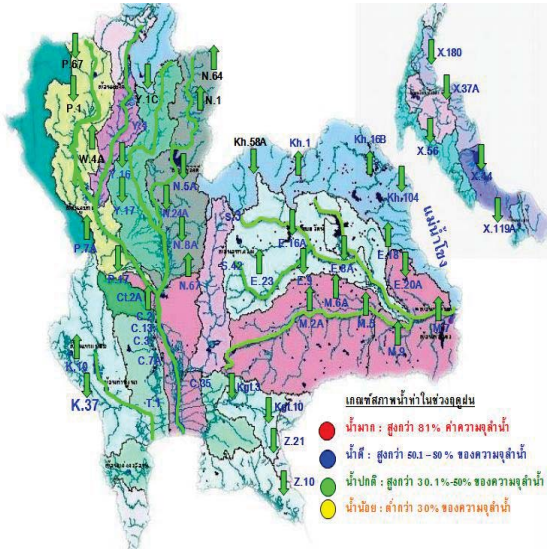 P.67
N.64
P.1
Y.1C
N.1
W.4A
Kh.58A
Kh.1
Kh.16B
X.180
X.37A
X.56
X.44
X.119A
Y.16
N.5A
Kh.104
แม่น้ำโขง
Y.17
W.24A
N.8A
P.7A
S.42
E.16A
E.23
E.9
E.8A
E.18
E.20A
N.67
P.17
Ct.2A
M.6A
M.2A
M.5
M.9
M.7
C.2
C.13
C.3
C.7A
C.35
K.10
K.37
T.1
Kgt.3
Kgt.10
Z.21
Z.10
เกณฑ์สภาพน้ำท่าในช่วงฤดูฝน
น้ำมาก : สูงกว่า 81% ค่าความจุลำน้ำ
น้ำดี : สูงกว่า 50.1-80% ของความจุลำน้ำ
น้ำปกติ : สูงกว่า 30.1%-50% ของความจุลำน้ำ
น้ำน้อย : ต่ำกว่า 30% ของความจุลำน้ำ